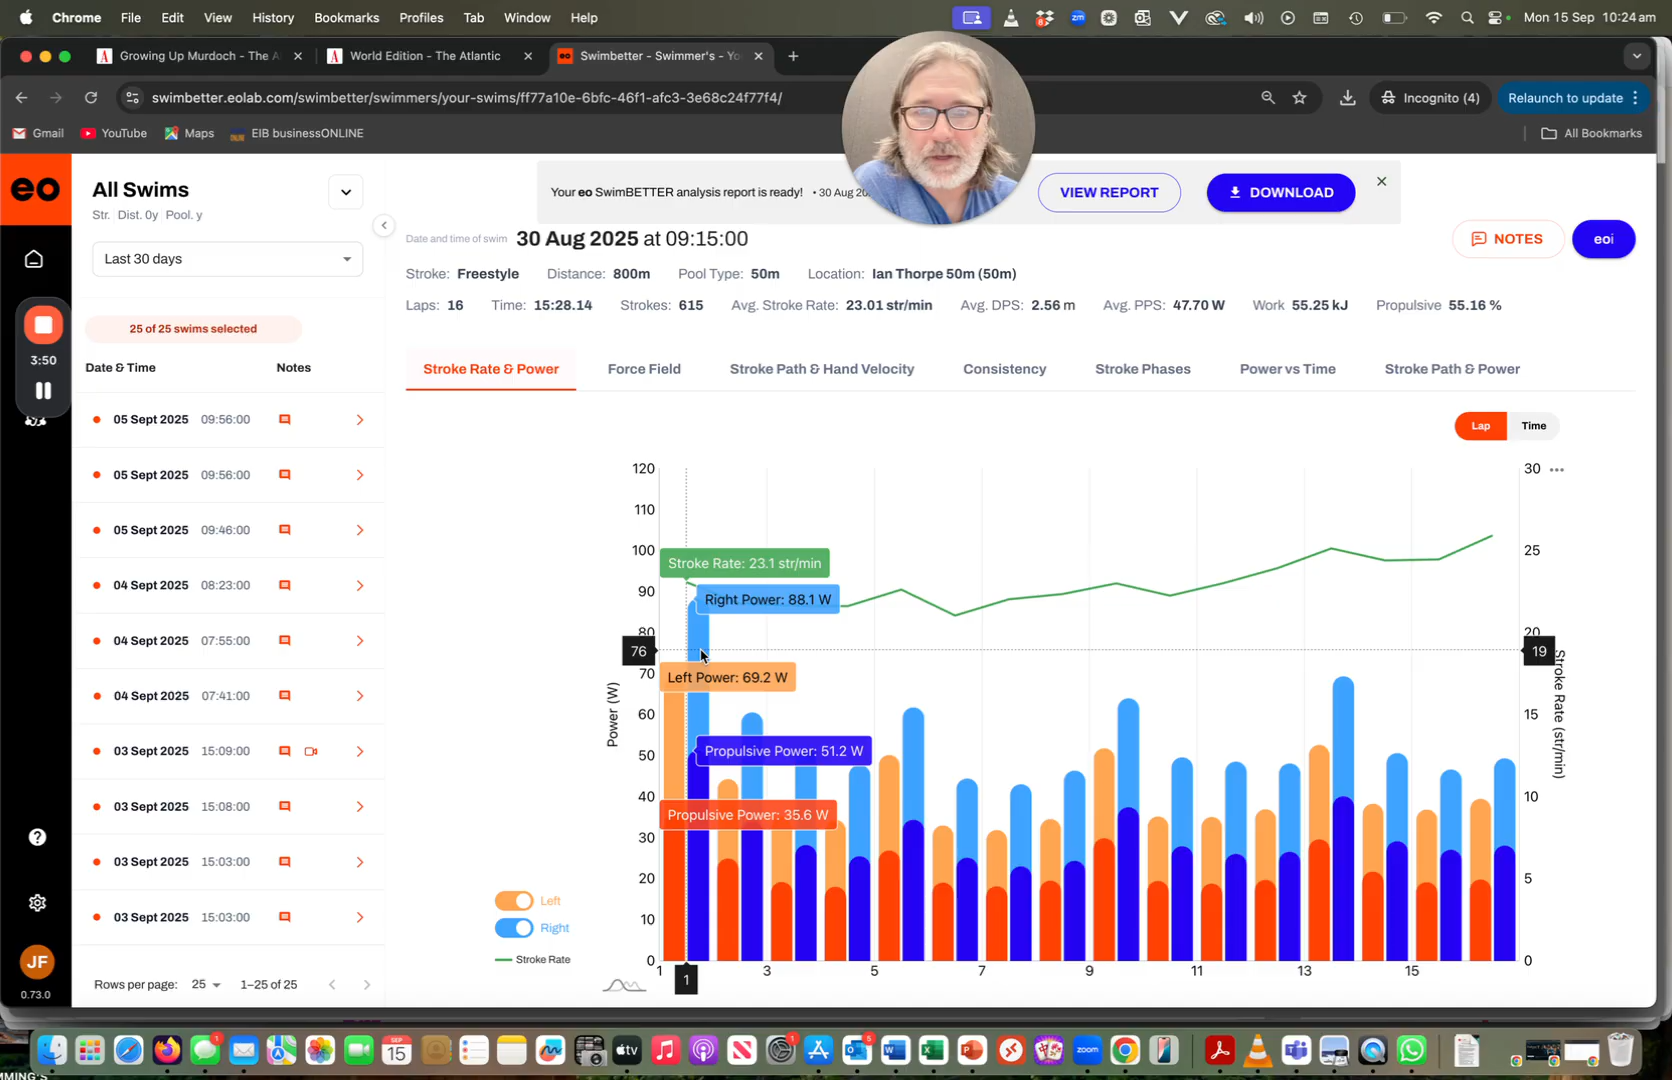 Chrome File Edit View History Bookmarks Profiles Tab Window Help Mon 15 Sep 10:24am
Growing Up Murdoch - The A
World Edition - The Atlantic
Swimbetter - Swimmer's - Yo
swimbetter.eolab.com/swimbetter/swimmers/your-swims/ff77a10e-6bfc-46f1-afc3-3e68c24f77f4/
Incognito (4)
Relaunch to update
Gmail YouTube Maps EIB businessONLINE All Bookmarks
eo
All Swims
Str. Dist. 0y Pool. y
Last 30 days
25 of 25 swims selected
Date & Time Notes
05 Sept 2025 09:56:00
05 Sept 2025 09:56:00
05 Sept 2025 09:46:00
04 Sept 2025 08:23:00
04 Sept 2025 07:55:00
04 Sept 2025 07:41:00
03 Sept 2025 15:09:00
03 Sept 2025 15:08:00
03 Sept 2025 15:03:00
03 Sept 2025 15:03:00
Rows per page: 25 1–25 of 25
3:50
JF
0.73.0
Your eo SwimBETTER analysis report is ready! • 30 Aug 20
VIEW REPORT
DOWNLOAD
Date and time of swim 30 Aug 2025 at 09:15:00
NOTES
eoi
Stroke: Freestyle Distance: 800m Pool Type: 50m Location: Ian Thorpe 50m (50m)
Laps: 16 Time: 15:28.14 Strokes: 615 Avg. Stroke Rate: 23.01 str/min Avg. DPS: 2.56 m Avg. PPS: 47.70 W Work 55.25 kJ Propulsive 55.16 %
Stroke Rate & Power Force Field Stroke Path & Hand Velocity Consistency Stroke Phases Power vs Time Stroke Path & Power
Lap Time
120
110
100
90
80
70
60
50
40
30
20
10
0
Power (W)
76
Stroke Rate: 23.1 str/min
Right Power: 88.1 W
Left Power: 69.2 W
Propulsive Power: 51.2 W
Propulsive Power: 35.6 W
30
25
20
19
15
10
5
0
Stroke Rate (str/min)
Left
Right
Stroke Rate
1 1 3 5 7 9 11 13 15
SEP
15
tv
zoom
MMING'S